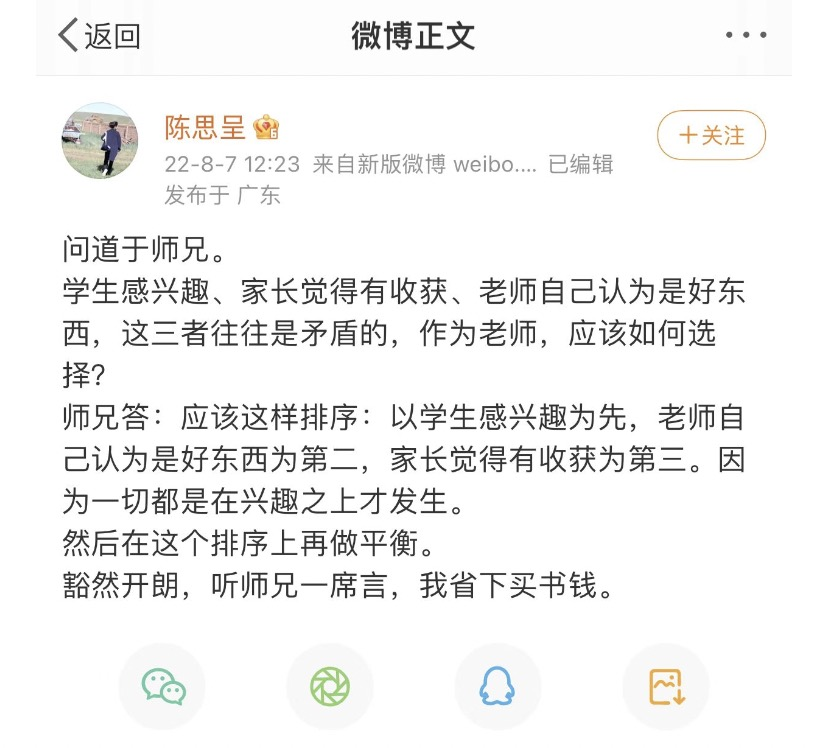 返回
微博正文
陈思呈
+关注
22-8-7 12:23 来自新版微博 weibo.... 已编辑
发布于 广东
问道于师兄。
学生感兴趣、家长觉得有收获、老师自己认为是好东
西，这三者往往是矛盾的，作为老师，应该如何选
择？
师兄答：应该这样排序：以学生感兴趣为先，老师自
己认为是好东西为第二，家长觉得有收获为第三。因
为一切都是在兴趣之上才发生。
然后在这个排序上再做平衡。
豁然开朗，听师兄一席言，我省下买书钱。